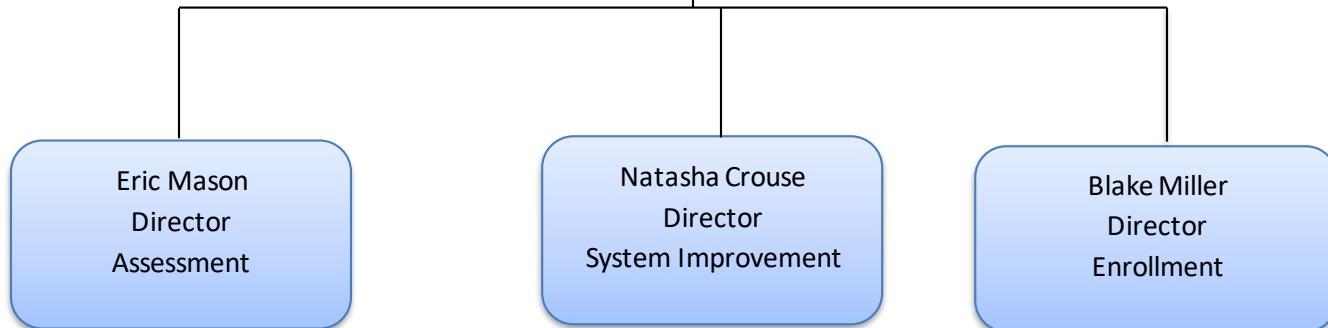 Eric Mason
Director
Assessment
Natasha Crouse
Director
System Improvement
Blake Miller
Director
Enrollment